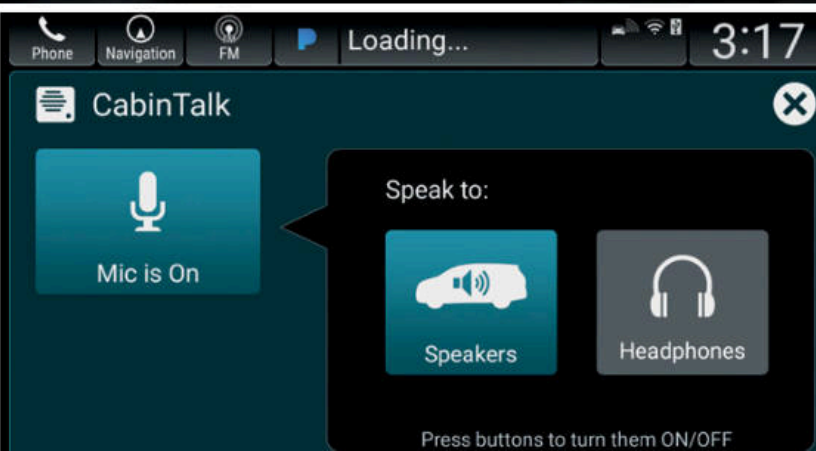 Phone
Navigation
FM
Loading...
3:17
CabinTalk
Mic is On
Speak to:
Speakers
Headphones
Press buttons to turn them ON/OFF